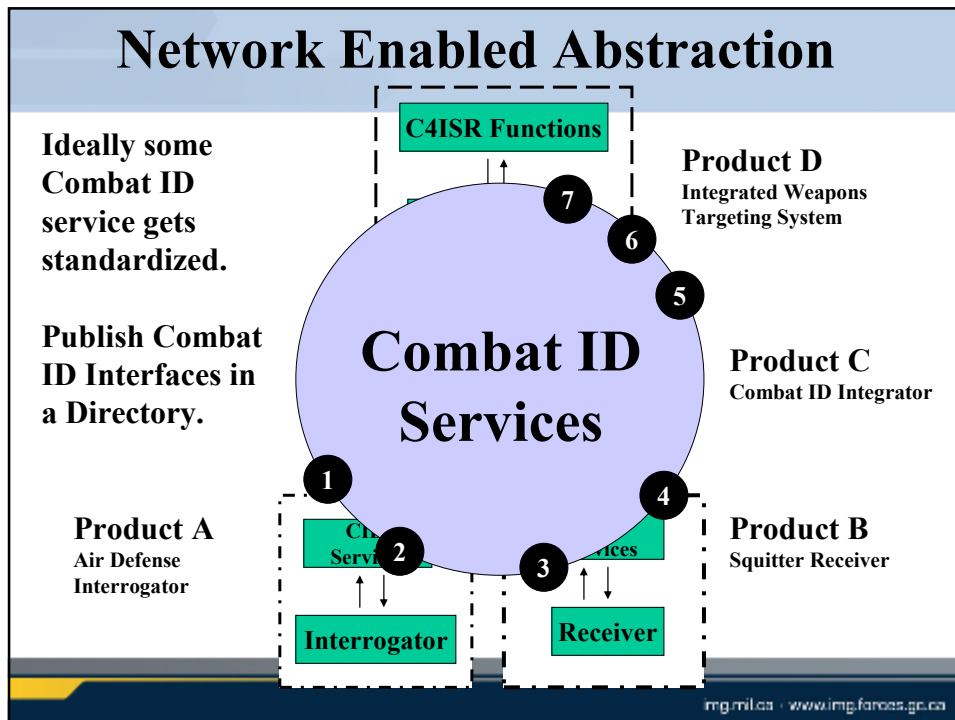 Network Enabled Abstraction
C4ISR Functions
Ideally some
Combat ID
service gets
standardized.
Publish Combat
ID Interfaces in
a Directory.
Product D
Integrated Weapons
Targeting System
7
6
5
Combat ID
Services
Product C
Combat ID Integrator
1
4
Product A
Air Defense
Interrogator
2
3
Product B
Squitter Receiver
Interrogator
Receiver
img.mil.ca · www.img.forces.gc.ca